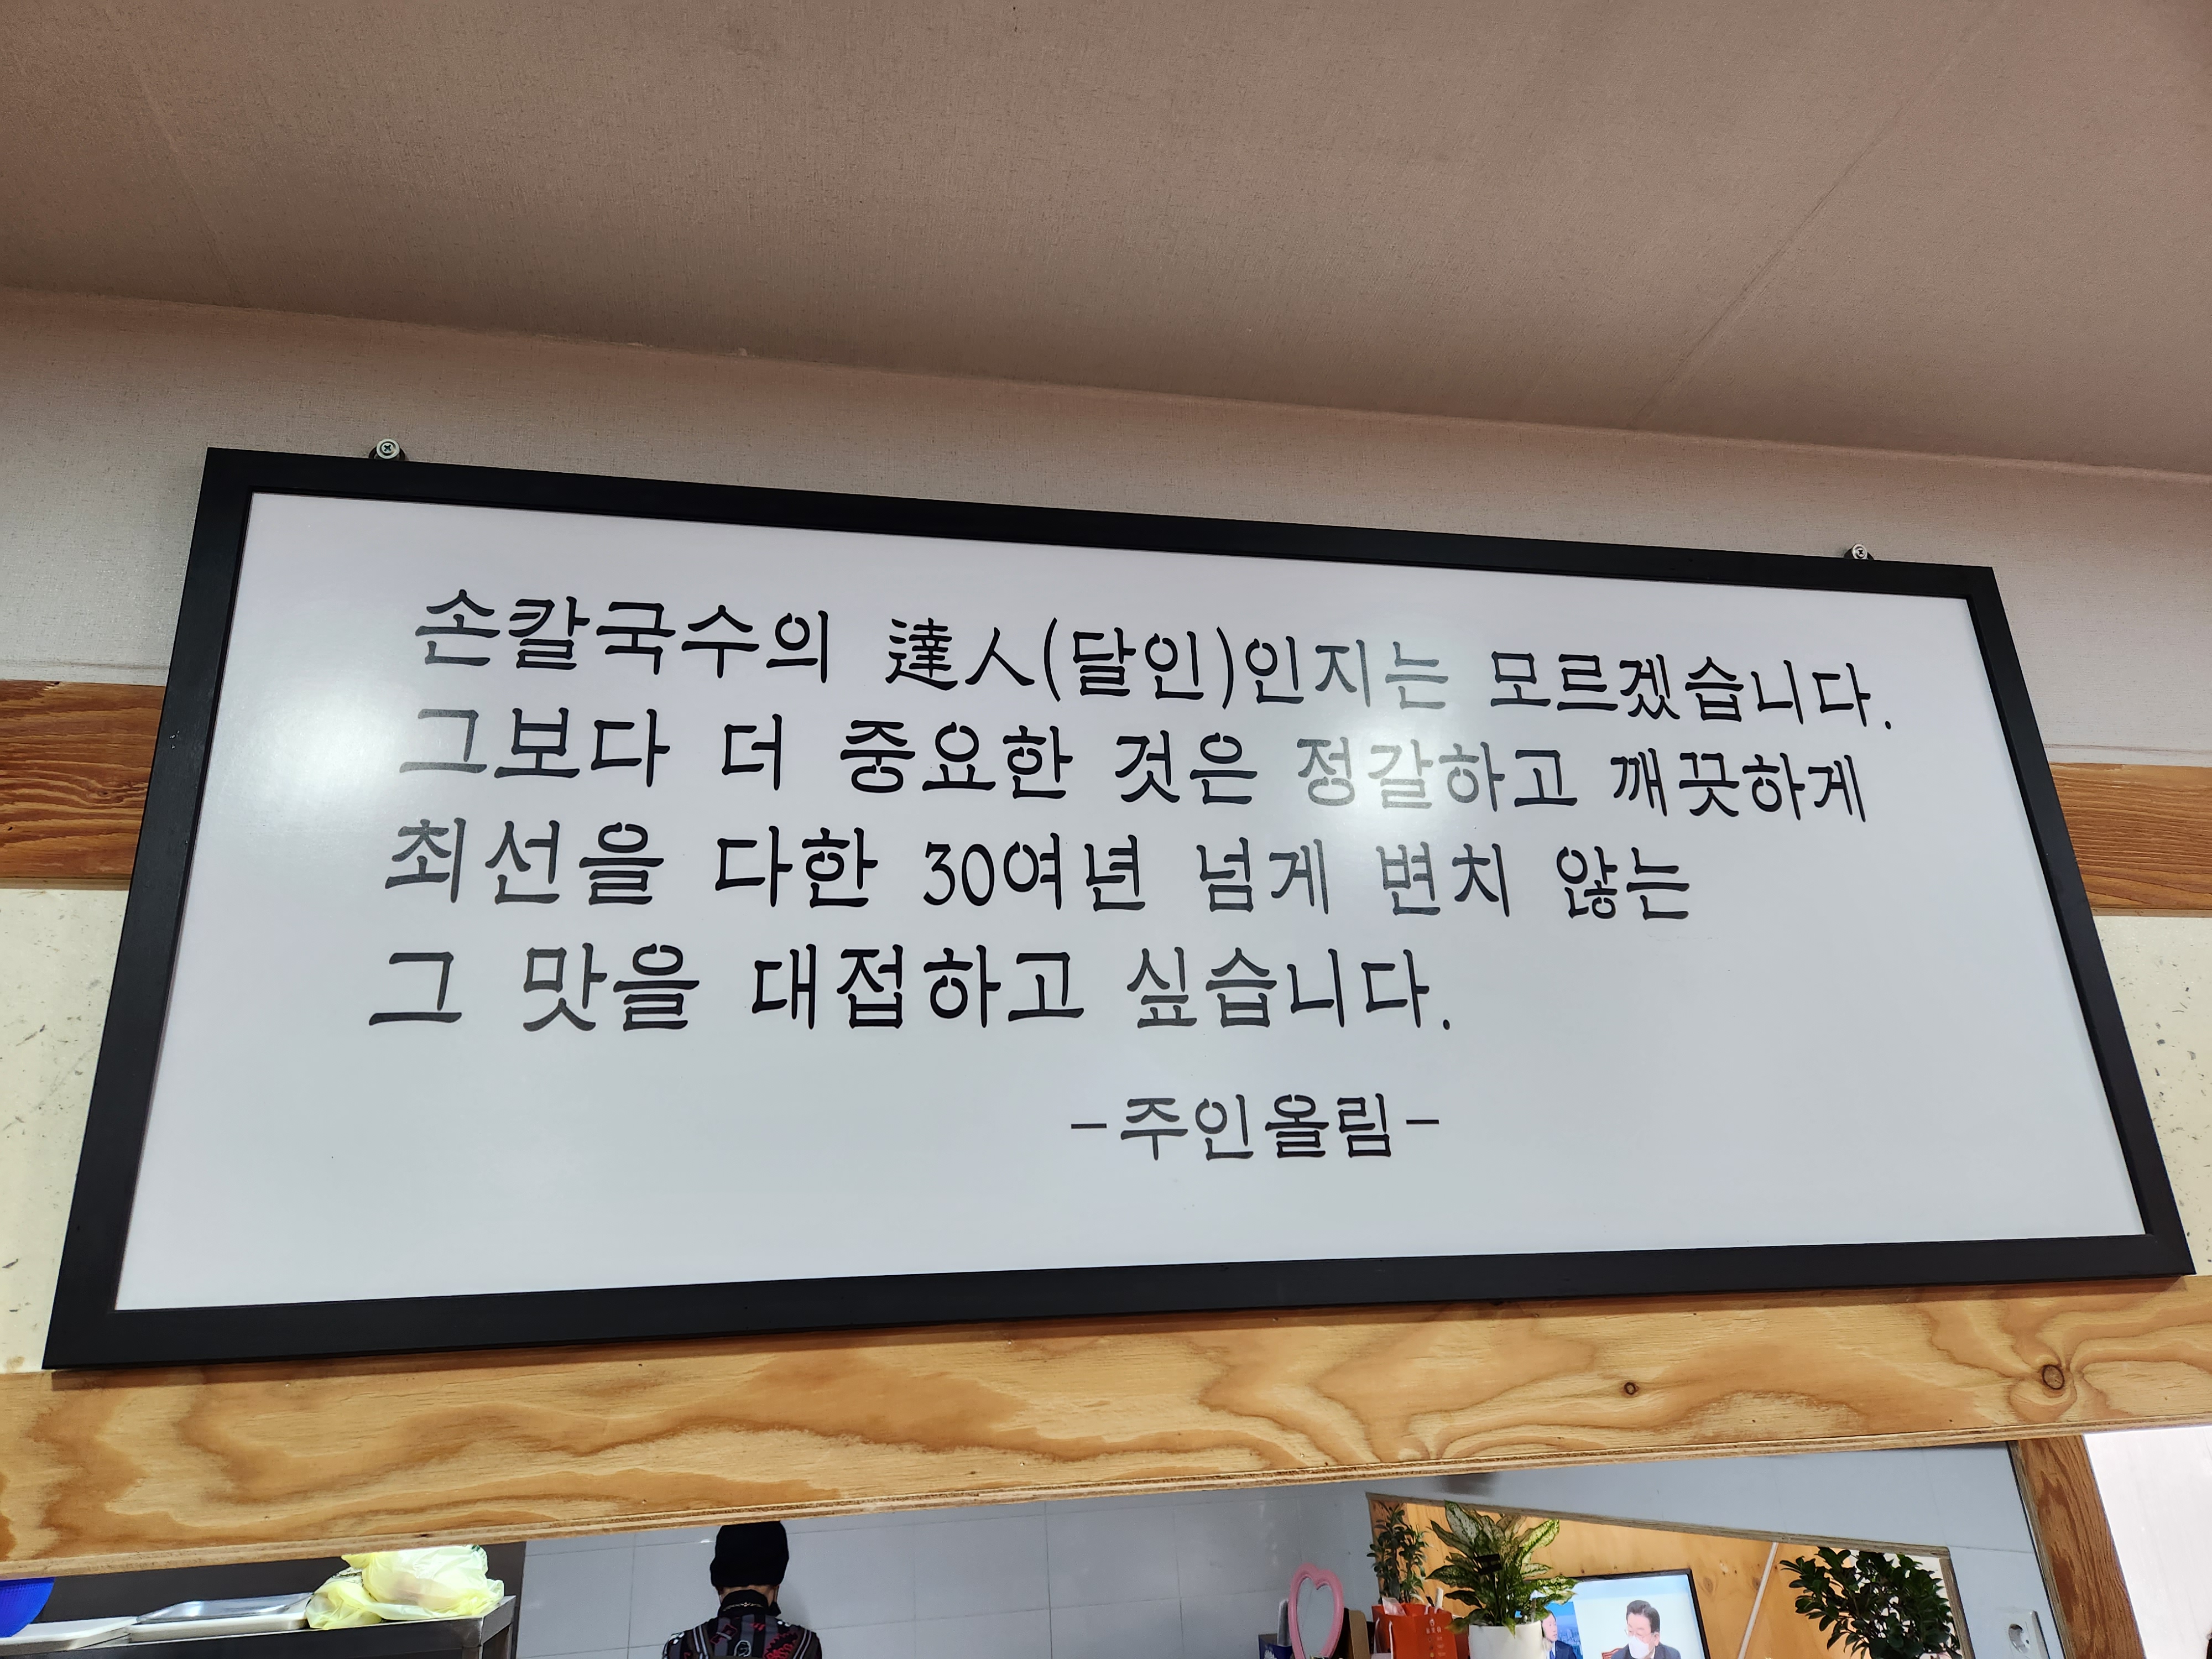 손칼국수의 達人(달인)인지는 모르겠습니다.
그보다 더 중요한 것은 정갈하고 깨끗하게
최선을 다한 30여년 넘게 변치 않는
그 맛을 대접하고 싶습니다.
-주인올림-